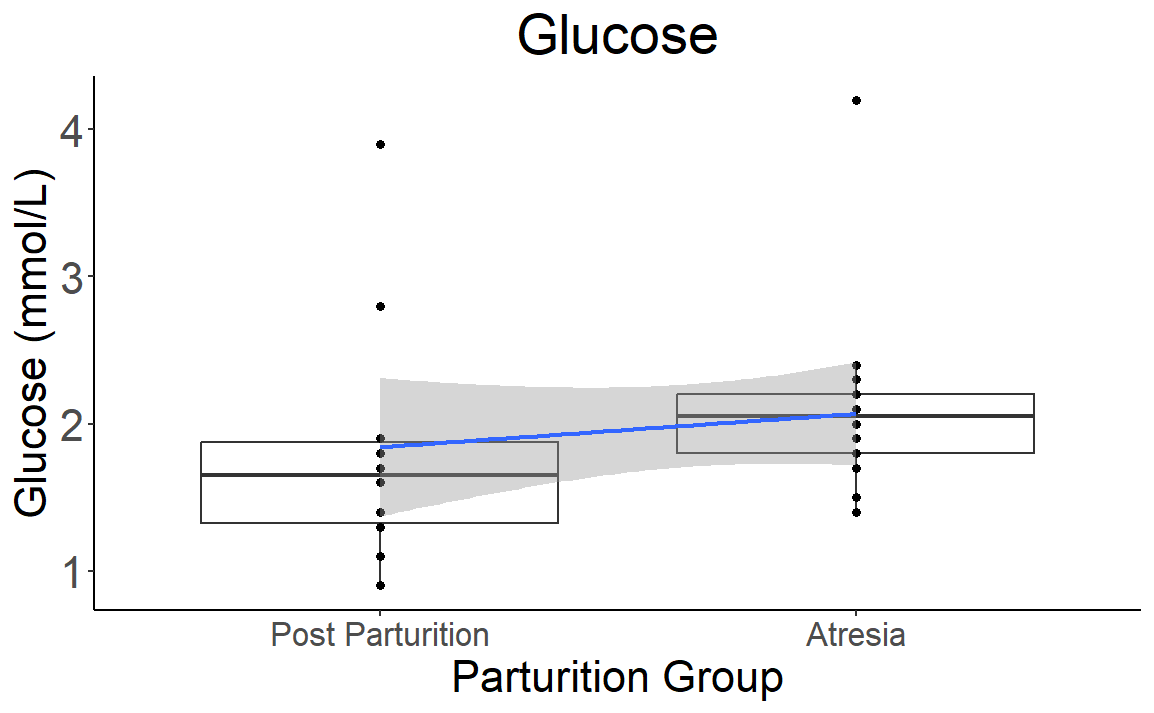 Glucose
Glucose (mmol/L)
4
3
2
1
Post Parturition
Atresia
Parturition Group